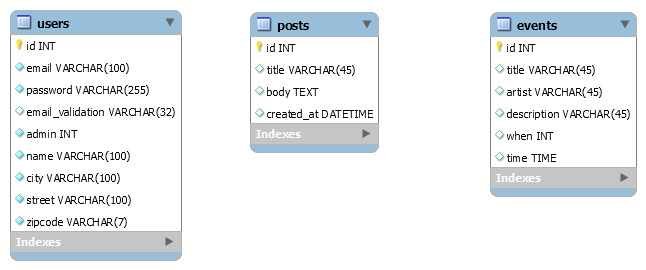 users
id INT
email VARCHAR(100)
password VARCHAR(255)
email_validation VARCHAR(32)
admin INT
name VARCHAR(100)
city VARCHAR(100)
street VARCHAR(100)
zipcode VARCHAR(7)
Indexes
posts
id INT
title VARCHAR(45)
body TEXT
created_at DATETIME
Indexes
events
id INT
title VARCHAR(45)
artist VARCHAR(45)
description VARCHAR(45)
when INT
time TIME
Indexes